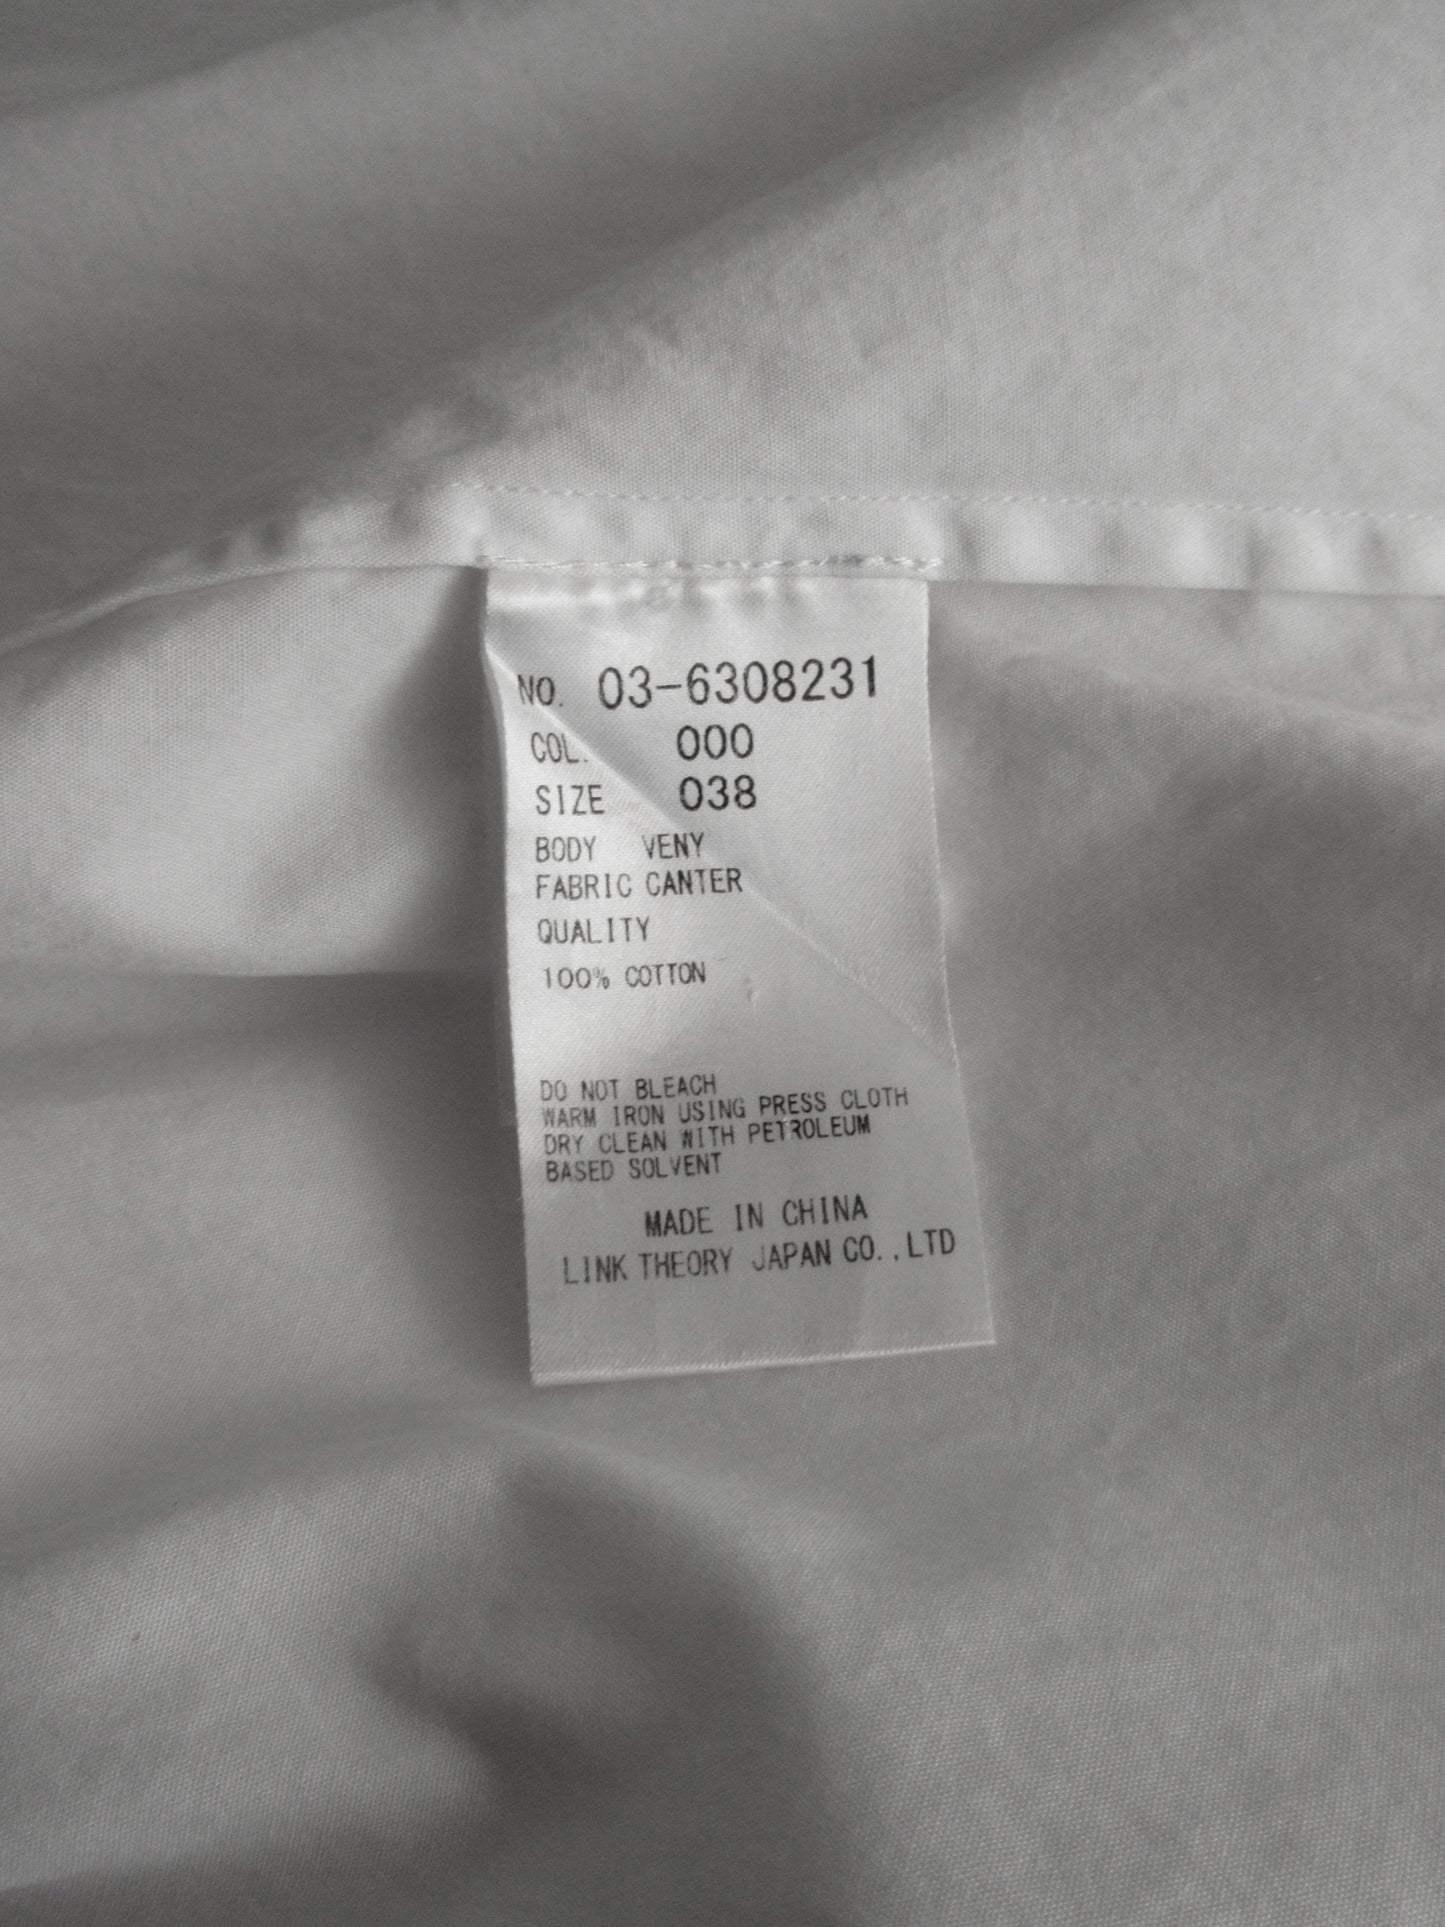 NO. 03-6308231
COL. 000
SIZE 038
BODY VENY
FABRIC CANTER
QUALITY
100% COTTON
DO NOT BLEACH
WARM IRON USING PRESS CLOTH
DRY CLEAN WITH PETROLEUM
BASED SOLVENT
MADE IN CHINA
LINK THEORY JAPAN CO.,LTD